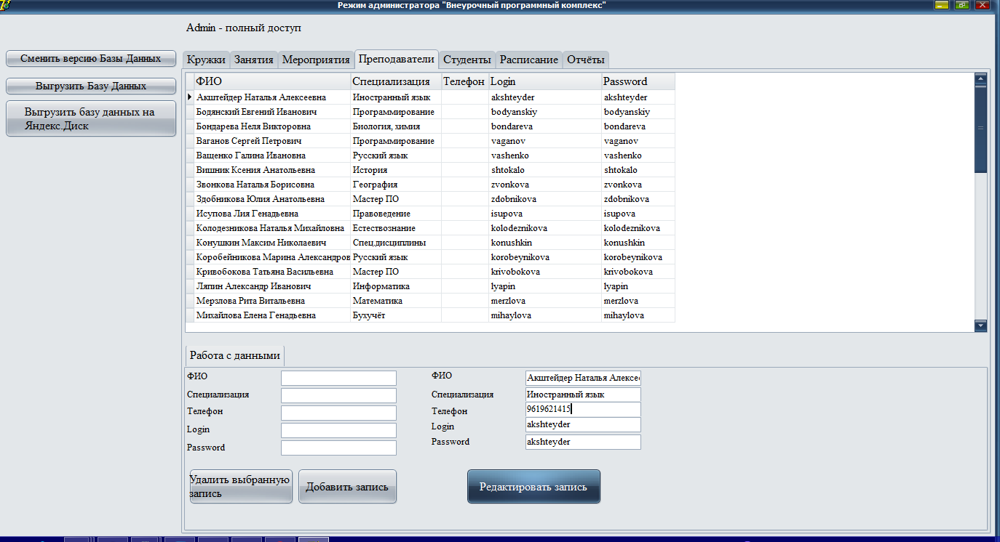 Режим администратора "Внеурочный программный комплекс"
Admin - полный доступ
Сменить версию Базы Данных
Выгрузить Базу Данных
Выгрузить базу данных на
Яндекс.Диск
Кружки Занятия Мероприятия Преподаватели Студенты Расписание Отчёты
ФИО Специализация Телефон Login Password
Акштейдер Наталья Алексеевна Иностранный язык akshteyder akshteyder
Бодянский Евгений Иванович Программирование bodyanskiy bodyanskiy
Бондарева Неля Викторовна Биология, химия bondareva bondareva
Ваганов Сергей Петрович Программирование vaganov vaganov
Ващенко Галина Ивановна Русский язык vashenko vashenko
Вишник Ксения Анатольевна История shtokalo shtokalo
Звонкова Наталья Борисовна География zvonkova zvonkova
Здобникова Юлия Анатольевна Мастер ПО zdobnikova zdobnikova
Исупова Лия Генадьевна Правоведение isupova isupova
Колодезникова Наталья Михайловна Естествознание kolodeznikova kolodeznikova
Конушкин Максим Николаевич Спец.дисциплины konushkin konushkin
Коробейникова Марина Александров Русский язык korobeynikova korobeynikova
Кривобокова Татьяна Васильевна Мастер ПО krivobokova krivobokova
Ляпин Александр Иванович Информатика lyapin lyapin
Мерзлова Рита Витальевна Математика merzlova merzlova
Михайлова Елена Генадьевна Бухучёт mihaylova mihaylova
Работа с данными
ФИО
Специализация
Телефон
Login
Password
ФИО Акштейдер Наталья Алексее
Специализация Иностранный язык
Телефон 9619621415
Login akshteyder
Password akshteyder
Удалить выбранную
запись
Добавить запись
Редактировать запись